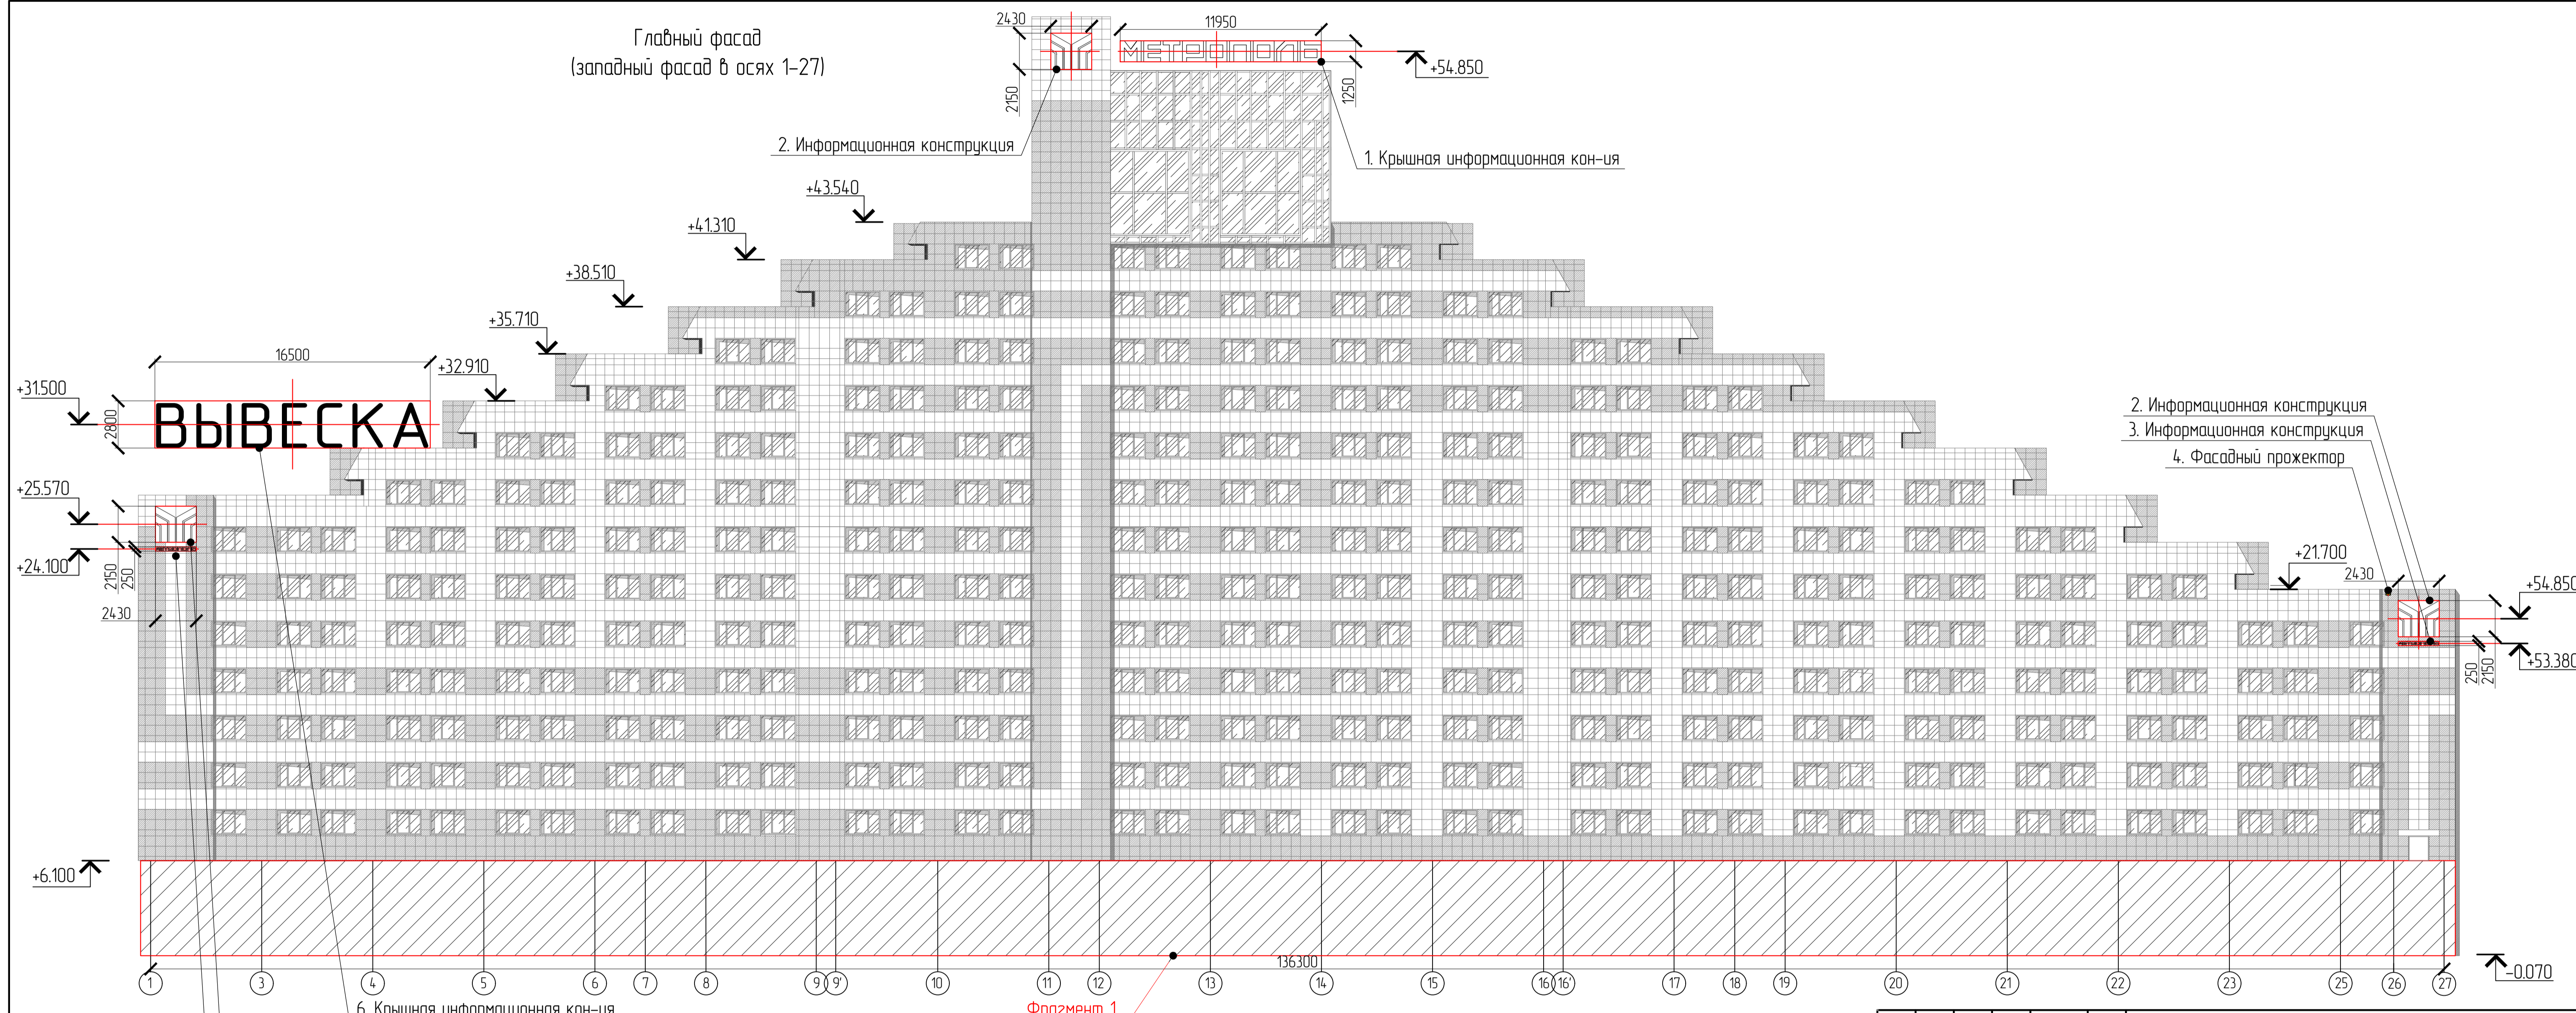 Главный фасад
(западный фасад в осях 1-27)
2430
11950
МЕТРОПОЛЬ
+54.850
2150
1250
2. Информационная конструкция
1. Крышная информационная кон-ия
+43.540
+41.310
+38.510
+35.710
16500
+32.910
+31.500
2800
ВЫВЕСКА
2. Информационная конструкция
3. Информационная конструкция
4. Фасадный прожектор
+25.570
+24.100
2150
250
2430
+21.700
2430
+54.850
+53.380
250
2150
+6.100
136300
-0.070
1 3 4 5 6 7 8 9 9' 10 11 12 13 14 15 16 16' 17 18 19 20 21 22 23 25 26 27
6. Крышная информационная кон-ия
Фрагмент 1